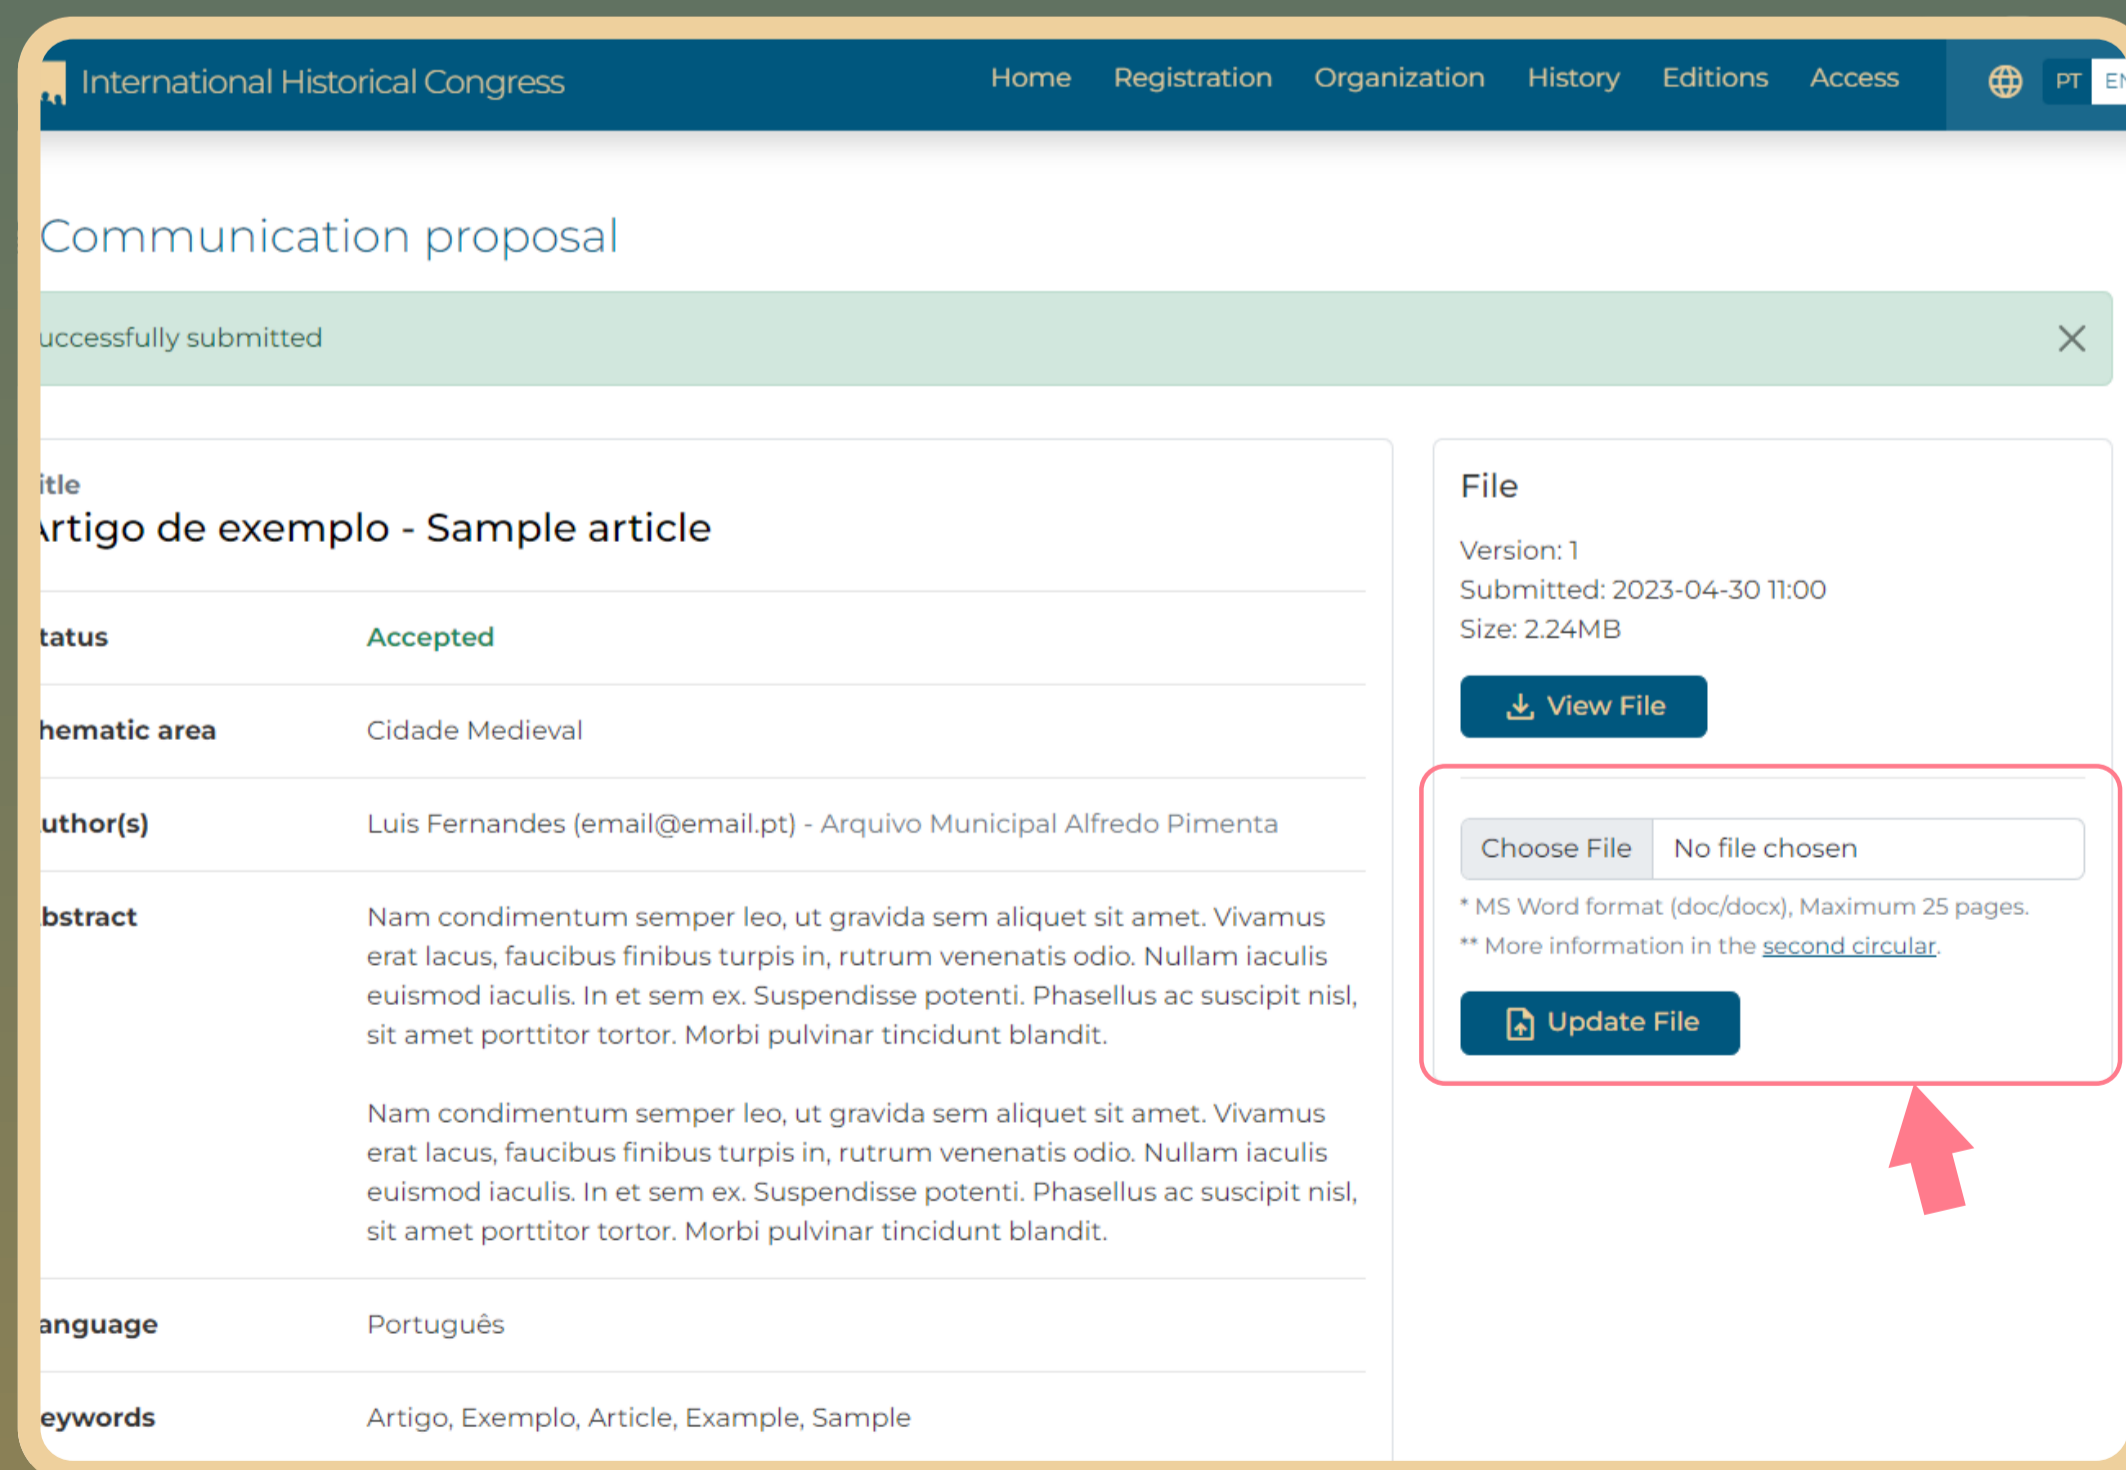 International Historical Congress
Home Registration Organization History Editions Access PT EN
Communication proposal
uccessfully submitted
itle
Artigo de exemplo - Sample article
tatus Accepted
hematic area Cidade Medieval
uthor(s) Luis Fernandes (email@email.pt) - Arquivo Municipal Alfredo Pimenta
bstract Nam condimentum semper leo, ut gravida sem aliquet sit amet. Vivamus
erat lacus, faucibus finibus turpis in, rutrum venenatis odio. Nullam iaculis
euismod iaculis. In et sem ex. Suspendisse potenti. Phasellus ac suscipit nisl,
sit amet porttitor tortor. Morbi pulvinar tincidunt blandit.
Nam condimentum semper leo, ut gravida sem aliquet sit amet. Vivamus
erat lacus, faucibus finibus turpis in, rutrum venenatis odio. Nullam iaculis
euismod iaculis. In et sem ex. Suspendisse potenti. Phasellus ac suscipit nisl,
sit amet porttitor tortor. Morbi pulvinar tincidunt blandit.
anguage Português
eywords Artigo, Exemplo, Article, Example, Sample
File
Version: 1
Submitted: 2023-04-30 11:00
Size: 2.24MB
View File
Choose File No file chosen
* MS Word format (doc/docx), Maximum 25 pages.
** More information in the second circular.
Update File